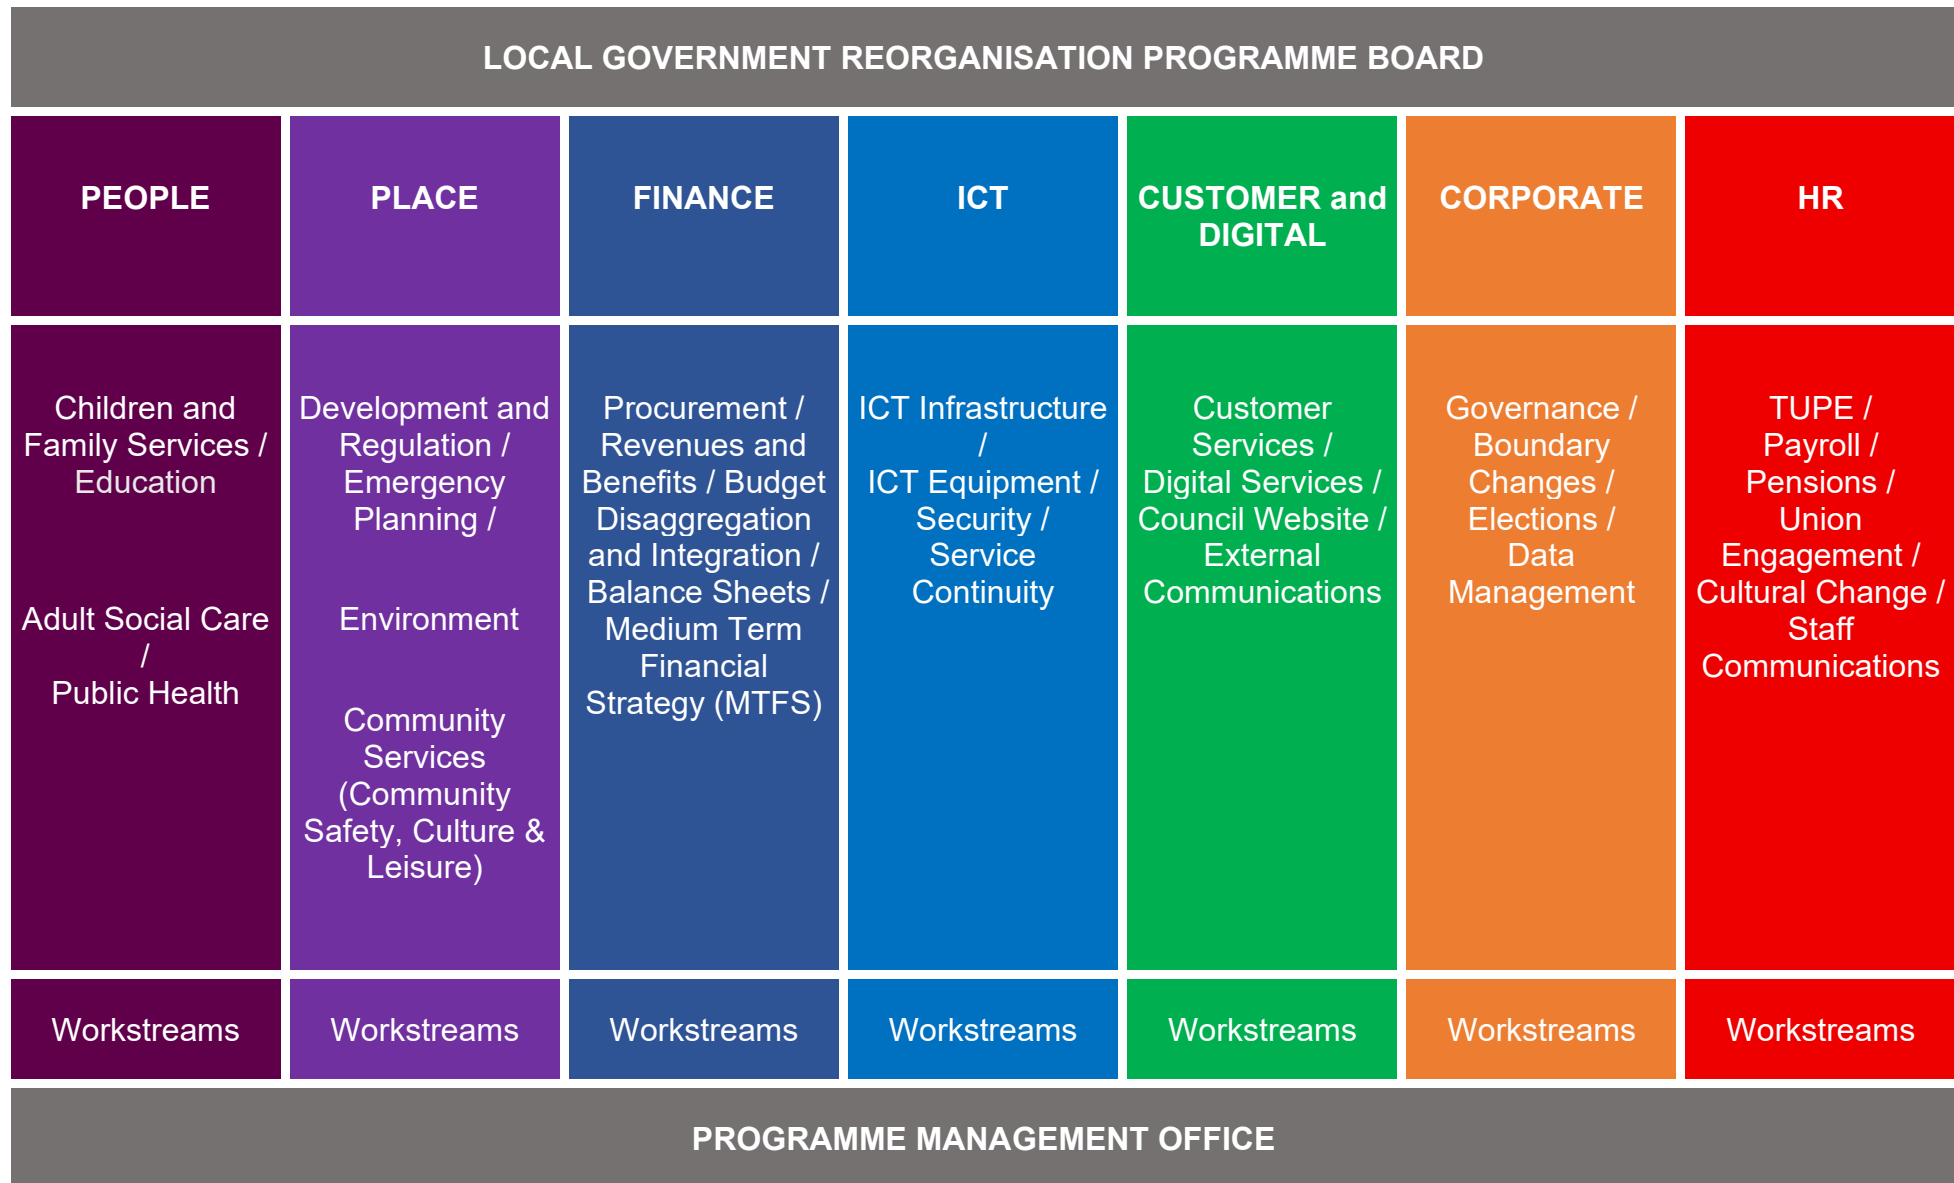 LOCAL GOVERNMENT REORGANISATION PROGRAMME BOARD
PEOPLE
PLACE
FINANCE
ICT
CUSTOMER and
DIGITAL
CORPORATE
HR
Children and
Family Services /
Education
Adult Social Care
/
Public Health
Development and
Regulation /
Emergency
Planning /
Environment
Community
Services
(Community
Safety, Culture &
Leisure)
Procurement /
Revenues and
Benefits / Budget
Disaggregation
and Integration /
Balance Sheets /
Medium Term
Financial
Strategy (MTFS)
ICT Infrastructure
/
ICT Equipment /
Security /
Service
Continuity
Customer
Services /
Digital Services /
Council Website /
External
Communications
Governance /
Boundary
Changes /
Elections /
Data
Management
TUPE /
Payroll /
Pensions /
Union
Engagement /
Cultural Change /
Staff
Communications
Workstreams
Workstreams
Workstreams
Workstreams
Workstreams
Workstreams
Workstreams
PROGRAMME MANAGEMENT OFFICE